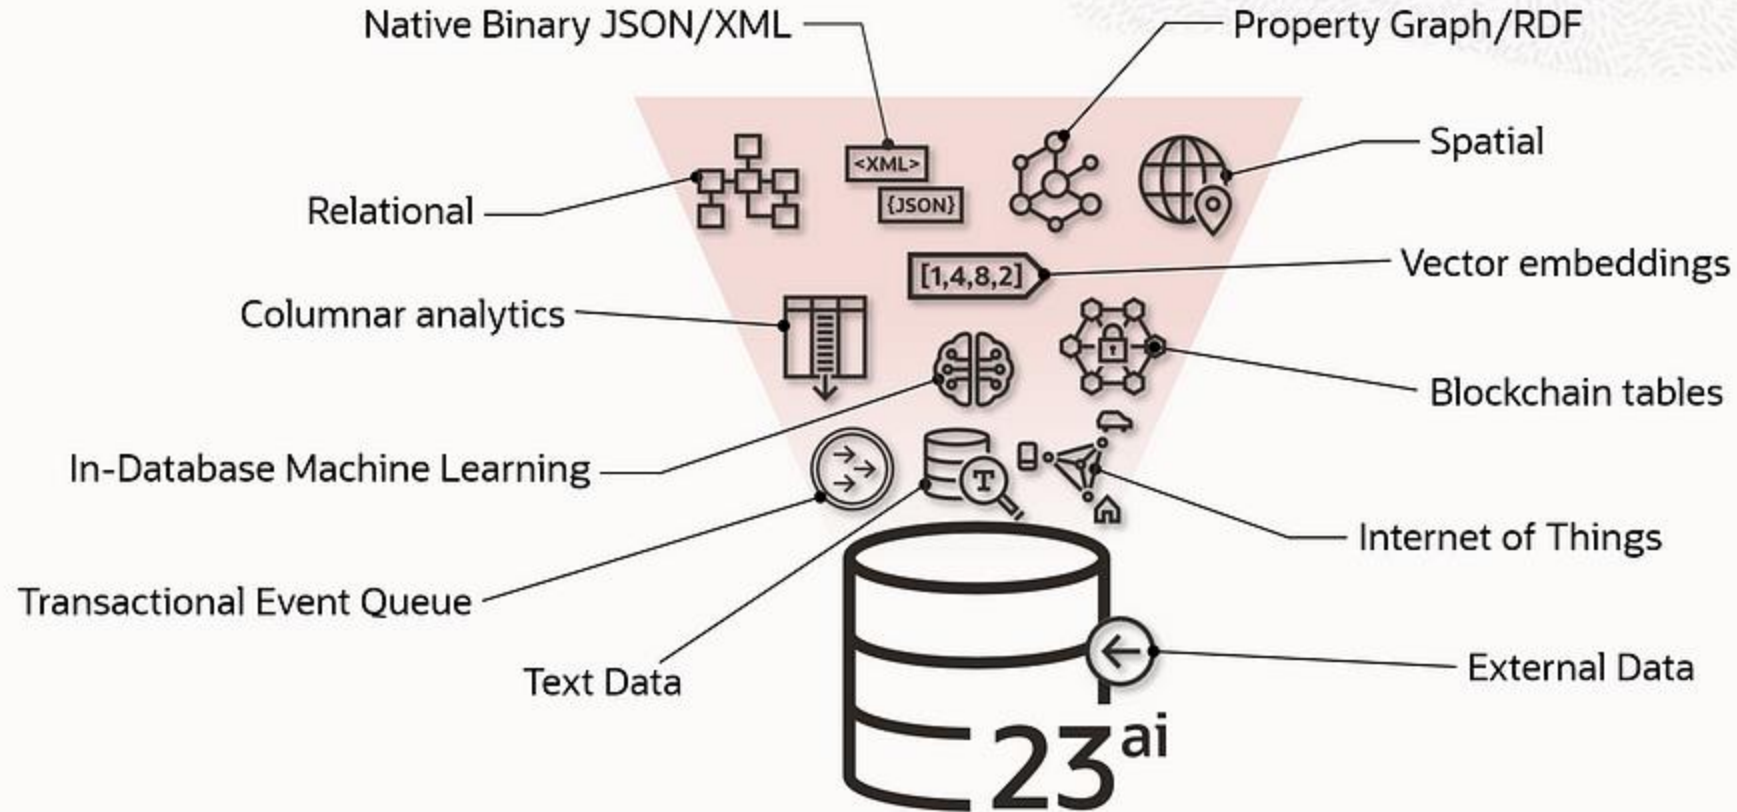 Native Binary JSON/XML
Property Graph/RDF
Spatial
<XML>
{JSON}
Relational
Vector embeddings
[1,4,8,2]
Columnar analytics
Blockchain tables
In-Database Machine Learning
T
Internet of Things
Transactional Event Queue
External Data
Text Data
23ai